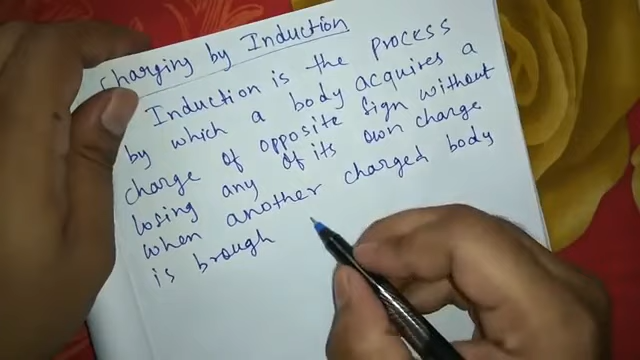 Charging by Induction
Induction is the process
by which a body acquires a
charge of opposite sign without
losing any of its own charge
when another charged body
is brough